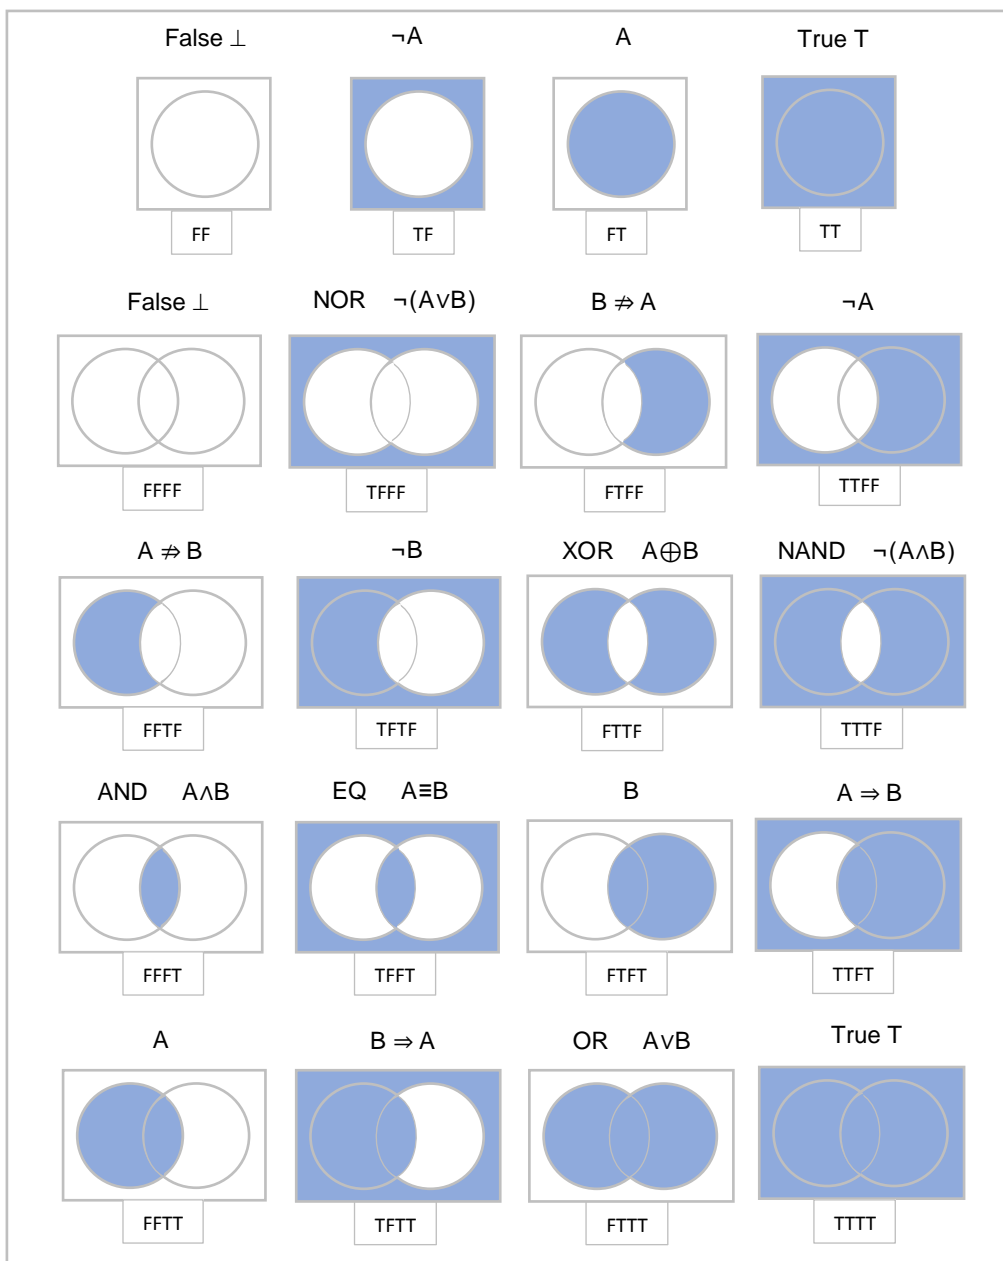 False ⊥ ¬A A True T
FF TF FT TT
False ⊥ NOR ¬(A∨B) B ⇏ A ¬A
FFFF TFFF FTFF TTFF
A ⇏ B ¬B XOR A⨁B NAND ¬(A∧B)
FFTF TFTF FTTF TTTF
AND A∧B EQ A≡B B A ⇒ B
FFFT TFFT FTFT TTFT
A B ⇒ A OR A∨B True T
FFTT TFTT FTTT TTTT